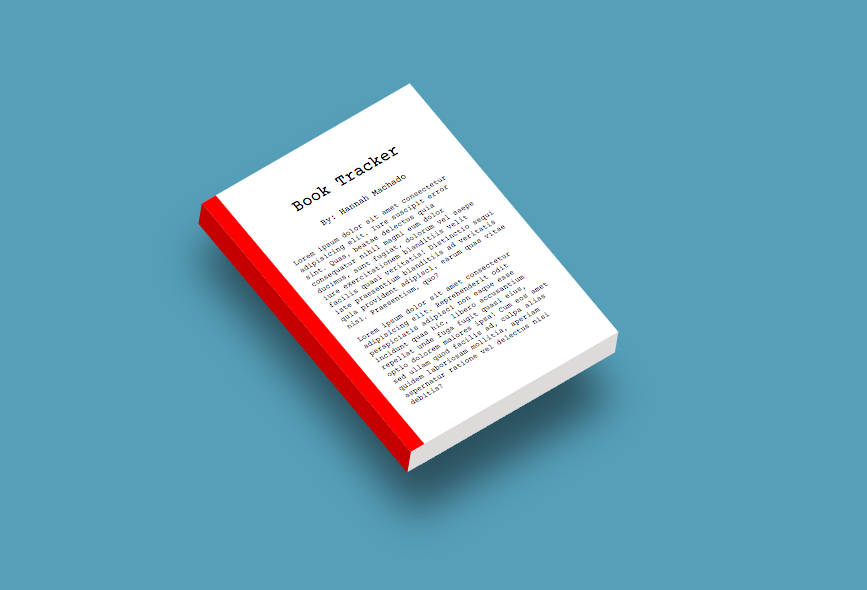 Book Tracker
By: Hannah Machado
Lorem ipsum dolor sit amet consectetur
adipisicing elit. Iure suscipit error
sint. Quas, beatae delectus quia
consequatur nihil magni eum dolor
ducimus, sunt fugiat, dolorum vel saepe
iure exercitationem blanditiis velit
facilis quasi veritatis! Distinctio sequi
iste praesentium blanditiis ad veritatis
quia provident adipisci, earum quas vitae
nisi. Praesentium, quo?
Lorem ipsum dolor sit amet consectetur
adipisicing elit. Reprehenderit odit
perspiciatis adipisci non eaque esse
incidunt quas hic, libero accusantium
repellat unde fuga fugit quasi eius,
optio dolorem maiores ipsa! Cum eos amet
sed ullam quod facilis ad, culpa alias
quidem laboriosam mollitia, aperiam
aspernatur ratione vel delectus nisi
debitis?